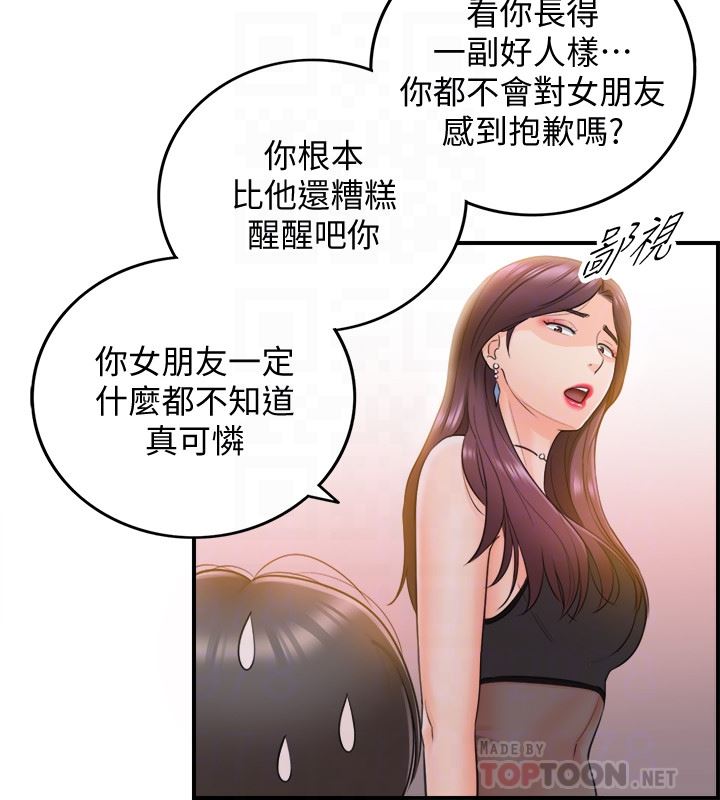 看你長得
一副好人樣…
你都不會對女朋友
感到抱歉嗎?
你根本
比他還糟糕
醒醒吧你
鄙視
你女朋友一定
什麼都不知道
真可憐
MADE BY
TOPTOON.NET